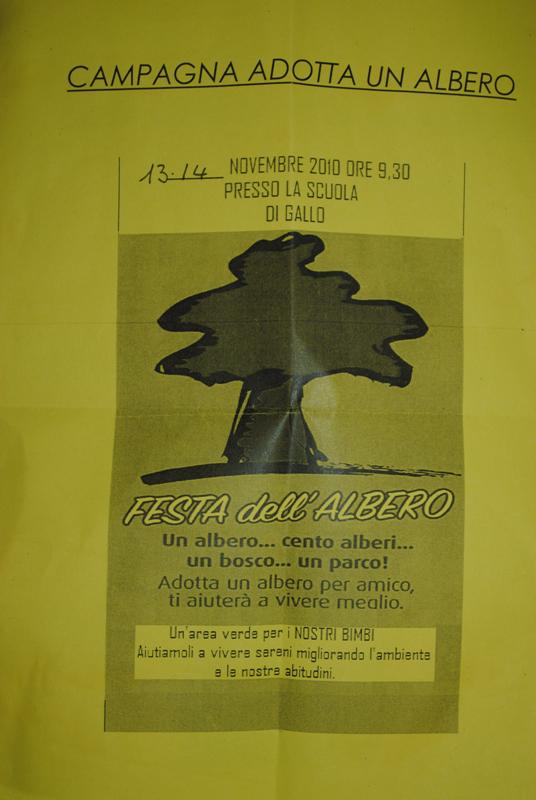 CAMPAGNA ADOTTA UN ALBERO
13.14 NOVEMBRE 2010 ORE 9,30
PRESSO LA SCUOLA
DI GALLO
FESTA dell'ALBERO
Un albero... cento alberi...
un bosco... un parco!
Adotta un albero per amico,
ti aiuterà a vivere meglio.
Un'area verde per i NOSTRI BIMBI
Aiutiamoli a vivere sereni migliorando l'ambiente
e le nostre abitudini.